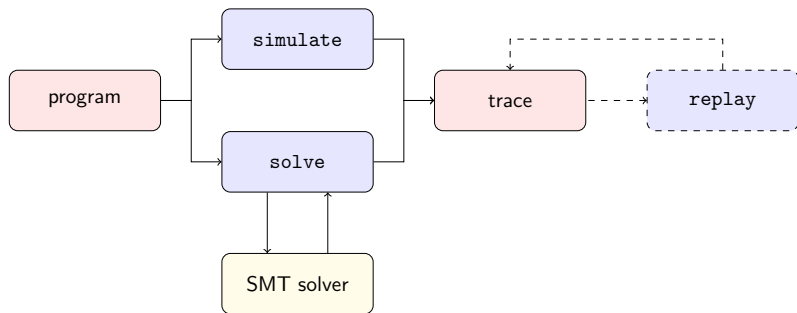 simulate
program
trace
replay
solve
SMT solver